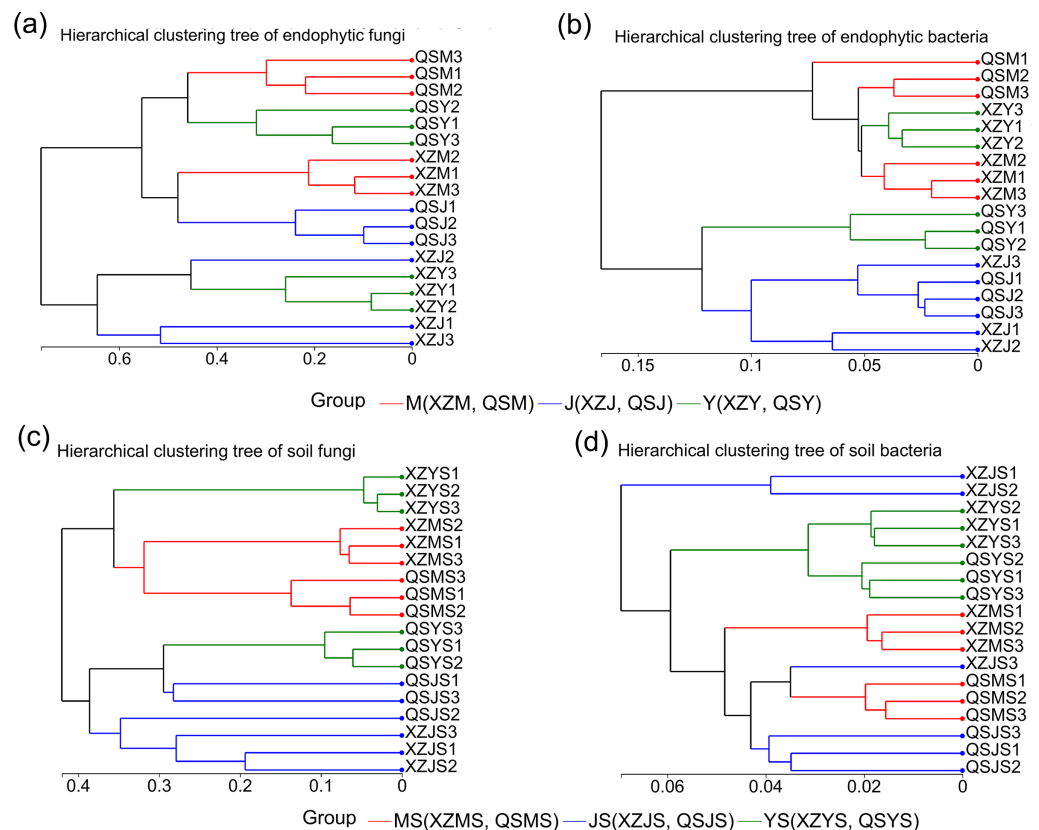 (a)
Hierarchical clustering tree of endophytic fungi
QSM3
QSM1
QSM2
QSY2
QSY1
QSY3
XZM2
XZM1
XZM3
QSJ1
QSJ2
QSJ3
XZJ2
XZY3
XZY1
XZY2
XZJ1
XZJ3
0.6 0.4 0.2 0
(b)
Hierarchical clustering tree of endophytic bacteria
QSM1
QSM2
QSM3
XZY3
XZY1
XZY2
XZM2
XZM1
XZM3
QSY3
QSY1
QSY2
XZJ3
QSJ1
QSJ2
QSJ3
XZJ1
XZJ2
0.15 0.1 0.05 0
Group M(XZM, QSM) J(XZJ, QSJ) Y(XZY, QSY)
(c)
Hierarchical clustering tree of soil fungi
XZYS1
XZYS2
XZYS3
XZMS2
XZMS1
XZMS3
QSMS3
QSMS1
QSMS2
QSYS3
QSYS1
QSYS2
QSJS1
QSJS3
QSJS2
XZJS3
XZJS1
XZJS2
0.4 0.3 0.2 0.1 0
(d)
Hierarchical clustering tree of soil bacteria
XZJS1
XZJS2
XZYS2
XZYS1
XZYS3
QSYS2
QSYS1
QSYS3
XZMS1
XZMS2
XZMS3
XZJS3
QSMS1
QSMS2
QSMS3
QSJS3
QSJS1
QSJS2
0.06 0.04 0.02 0
Group MS(XZMS, QSMS) JS(XZJS, QSJS) YS(XZYS, QSYS)